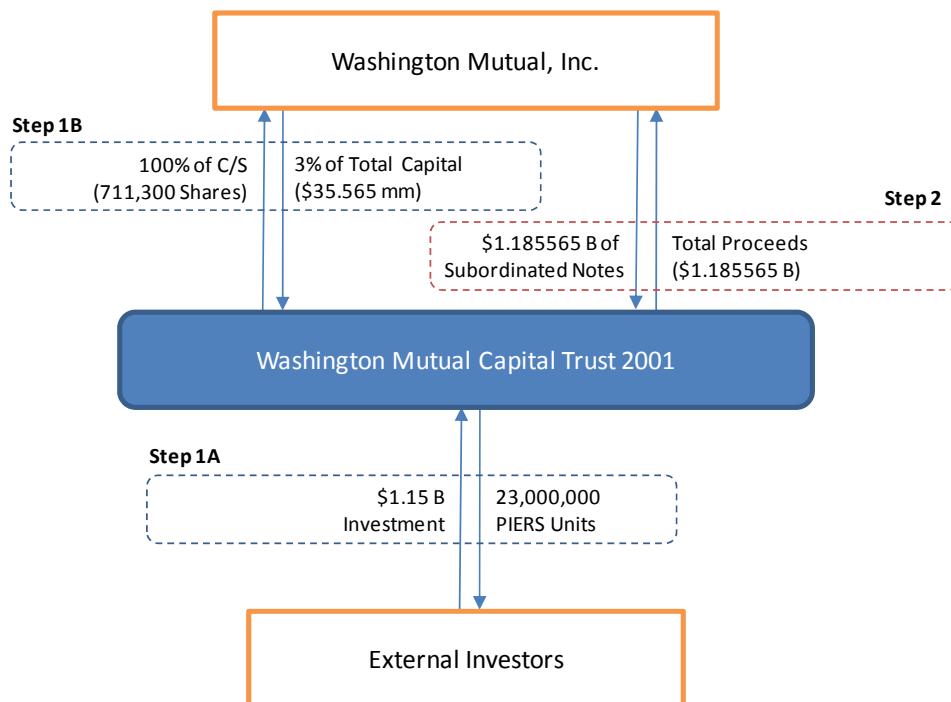 Washington Mutual, Inc.
Step 1B
100% of C/S
(711,300 Shares)
3% of Total Capital
($35.565 mm)
Step 2
$1.185565 B of
Subordinated Notes
Total Proceeds
($1.185565 B)
Washington Mutual Capital Trust 2001
Step 1A
$1.15 B
Investment
23,000,000
PIERS Units
External Investors